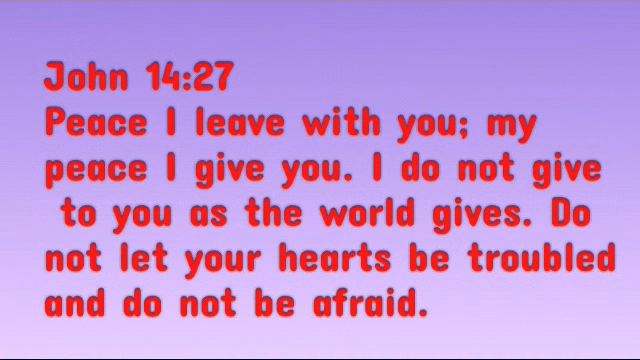 John 14:27
Peace I leave with you; my
peace I give you. I do not give
to you as the world gives. Do
not let your hearts be troubled
and do not be afraid.